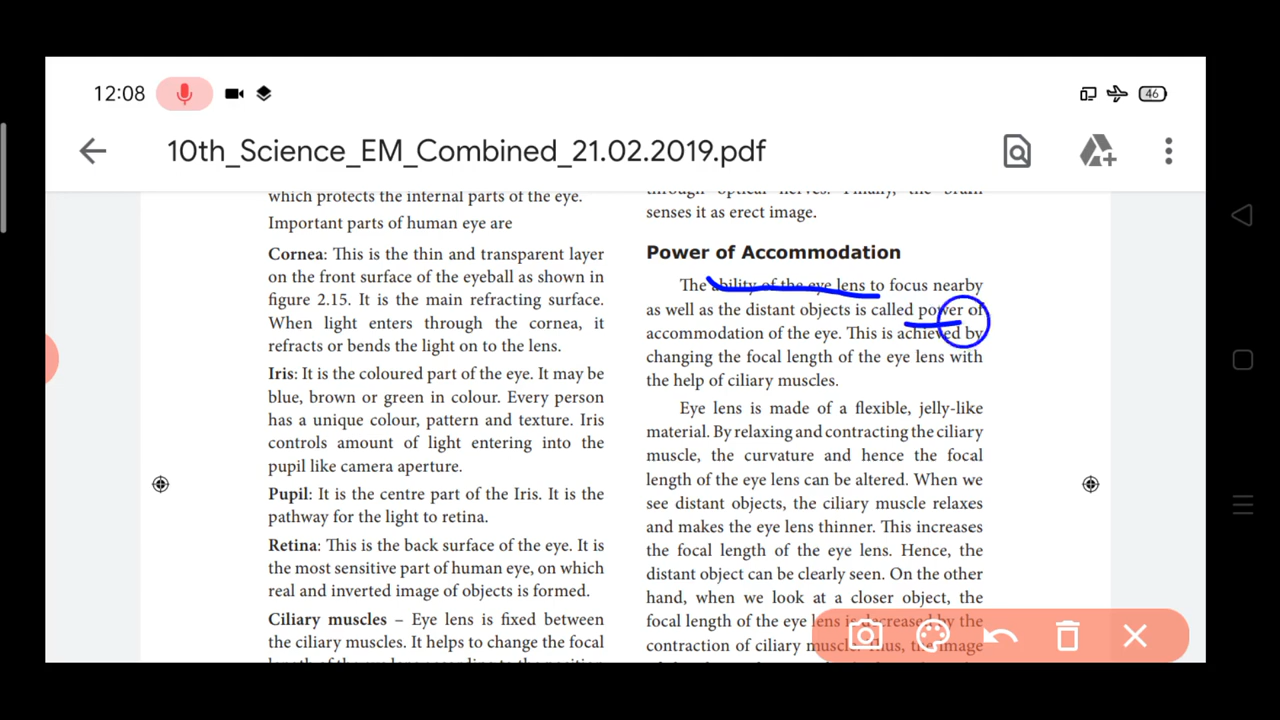 12:08
46
10th_Science_EM_Combined_21.02.2019.pdf
which protects the internal parts of the eye.
Important parts of human eye are
Cornea: This is the thin and transparent layer
on the front surface of the eyeball as shown in
figure 2.15. It is the main refracting surface.
When light enters through the cornea, it
refracts or bends the light on to the lens.
Iris: It is the coloured part of the eye. It may be
blue, brown or green in colour. Every person
has a unique colour, pattern and texture. Iris
controls amount of light entering into the
pupil like camera aperture.
Pupil: It is the centre part of the Iris. It is the
pathway for the light to retina.
Retina: This is the back surface of the eye. It is
the most sensitive part of human eye, on which
real and inverted image of objects is formed.
Ciliary muscles – Eye lens is fixed between
the ciliary muscles. It helps to change the focal
through optical nerves. Finally, the brain
senses it as erect image.
Power of Accommodation
The ability of the eye lens to focus nearby
as well as the distant objects is called power of
accommodation of the eye. This is achieved by
changing the focal length of the eye lens with
the help of ciliary muscles.
Eye lens is made of a flexible, jelly-like
material. By relaxing and contracting the ciliary
muscle, the curvature and hence the focal
length of the eye lens can be altered. When we
see distant objects, the ciliary muscle relaxes
and makes the eye lens thinner. This increases
the focal length of the eye lens. Hence, the
distant object can be clearly seen. On the other
hand, when we look at a closer object, the
focal length of the eye lens is decreased by the
contraction of ciliary muscle. Thus, the image